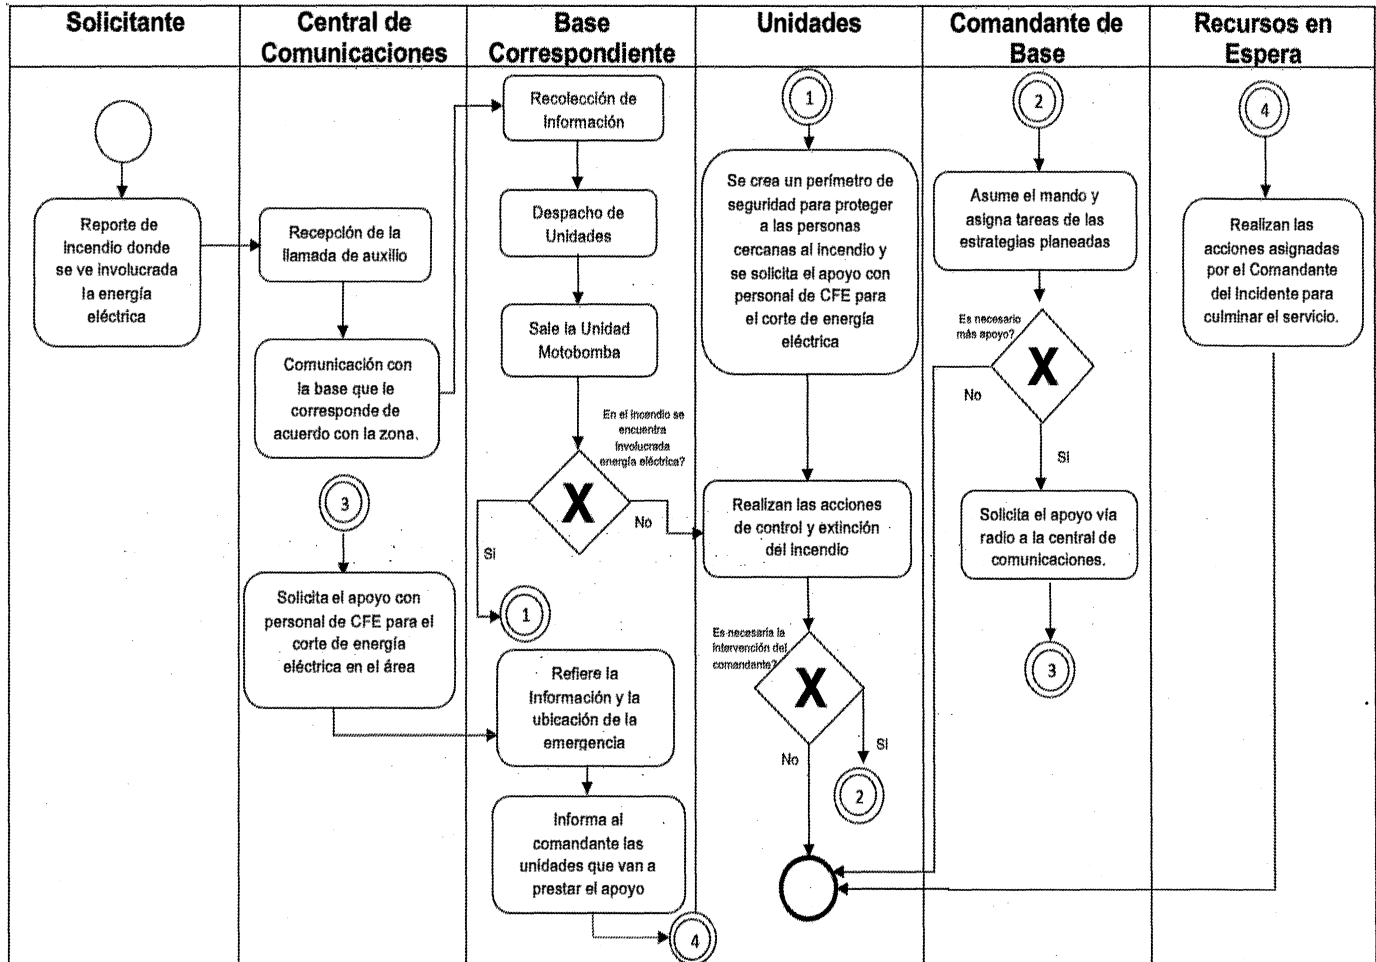 Solicitante
Central de
Comunicaciones
Base
Correspondiente
Unidades
Comandante de
Base
Recursos en
Espera
Reporte de
incendio donde
se ve involucrada
la energía
eléctrica
Recepción de la
llamada de auxilio
Comunicación con
la base que le
corresponde de
acuerdo con la zona.
3
Solicita el apoyo con
personal de CFE para el
corte de energía
eléctrica en el área
Recolección de
Información
Despacho de
Unidades
Sale la Unidad
Motobomba
En el incendio se
encuentra
involucrada
energía eléctrica?
X
No
Si
1
Refiere la
Información y la
ubicación de la
emergencia
Informa al
comandante las
unidades que van a
prestar el apoyo
4
1
Se crea un perímetro de
seguridad para proteger
a las personas
cercanas al incendio y
se solicita el apoyo con
personal de CFE para
el corte de energía
eléctrica
Realizan las acciones
de control y extinción
del incendio
Es necesaria la
intervención del
comandante?
X
Si
No
2
2
Asume el mando y
asigna tareas de las
estrategias planeadas
Es necesario
más apoyo?
X
No
Si
Solicita el apoyo vía
radio a la central de
comunicaciones.
3
4
Realizan las
acciones asignadas
por el Comandante
del Incidente para
culminar el servicio.